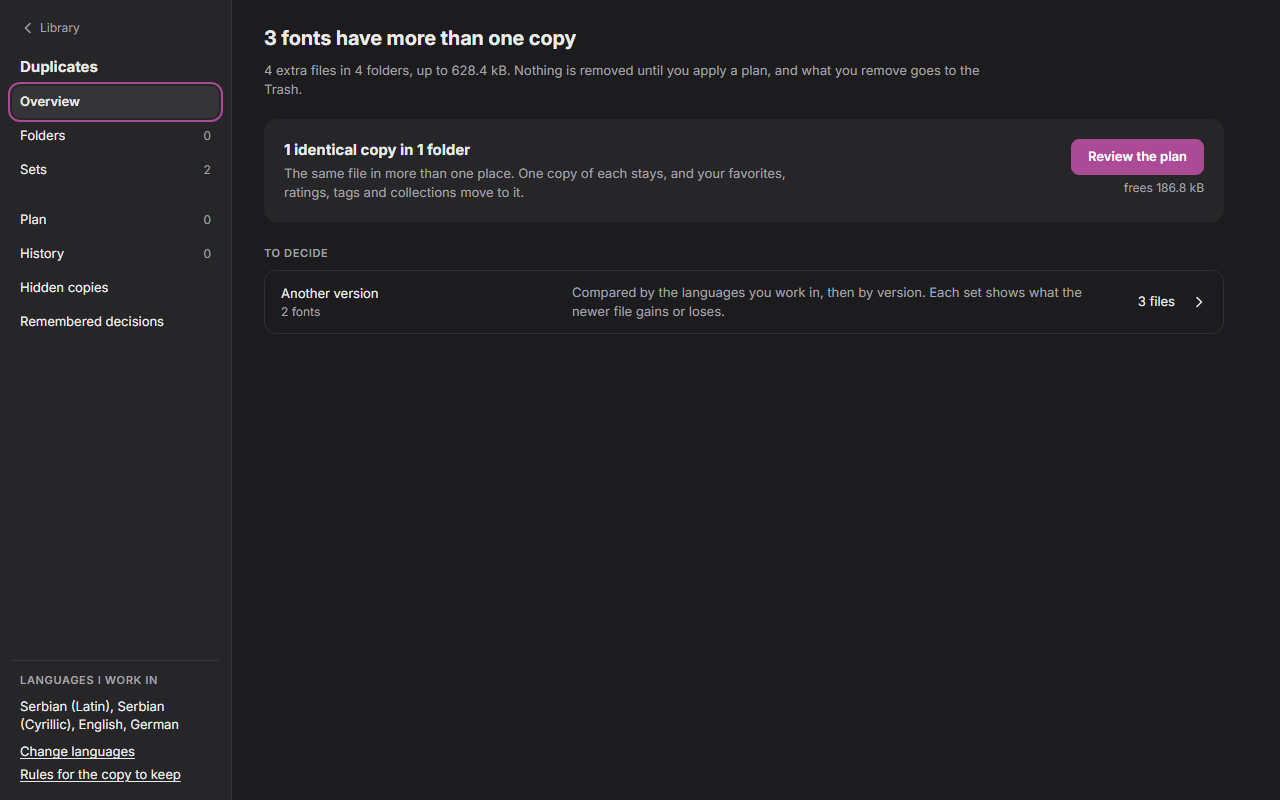 Library
Duplicates
Overview
Folders 0
Sets 2
Plan 0
History 0
Hidden copies
Remembered decisions
LANGUAGES I WORK IN
Serbian (Latin), Serbian
(Cyrillic), English, German
Change languages
Rules for the copy to keep
3 fonts have more than one copy
4 extra files in 4 folders, up to 628.4 kB. Nothing is removed until you apply a plan, and what you remove goes to the
Trash.
1 identical copy in 1 folder
The same file in more than one place. One copy of each stays, and your favorites,
ratings, tags and collections move to it.
Review the plan
frees 186.8 kB
TO DECIDE
Another version
2 fonts
Compared by the languages you work in, then by version. Each set shows what the
newer file gains or loses.
3 files